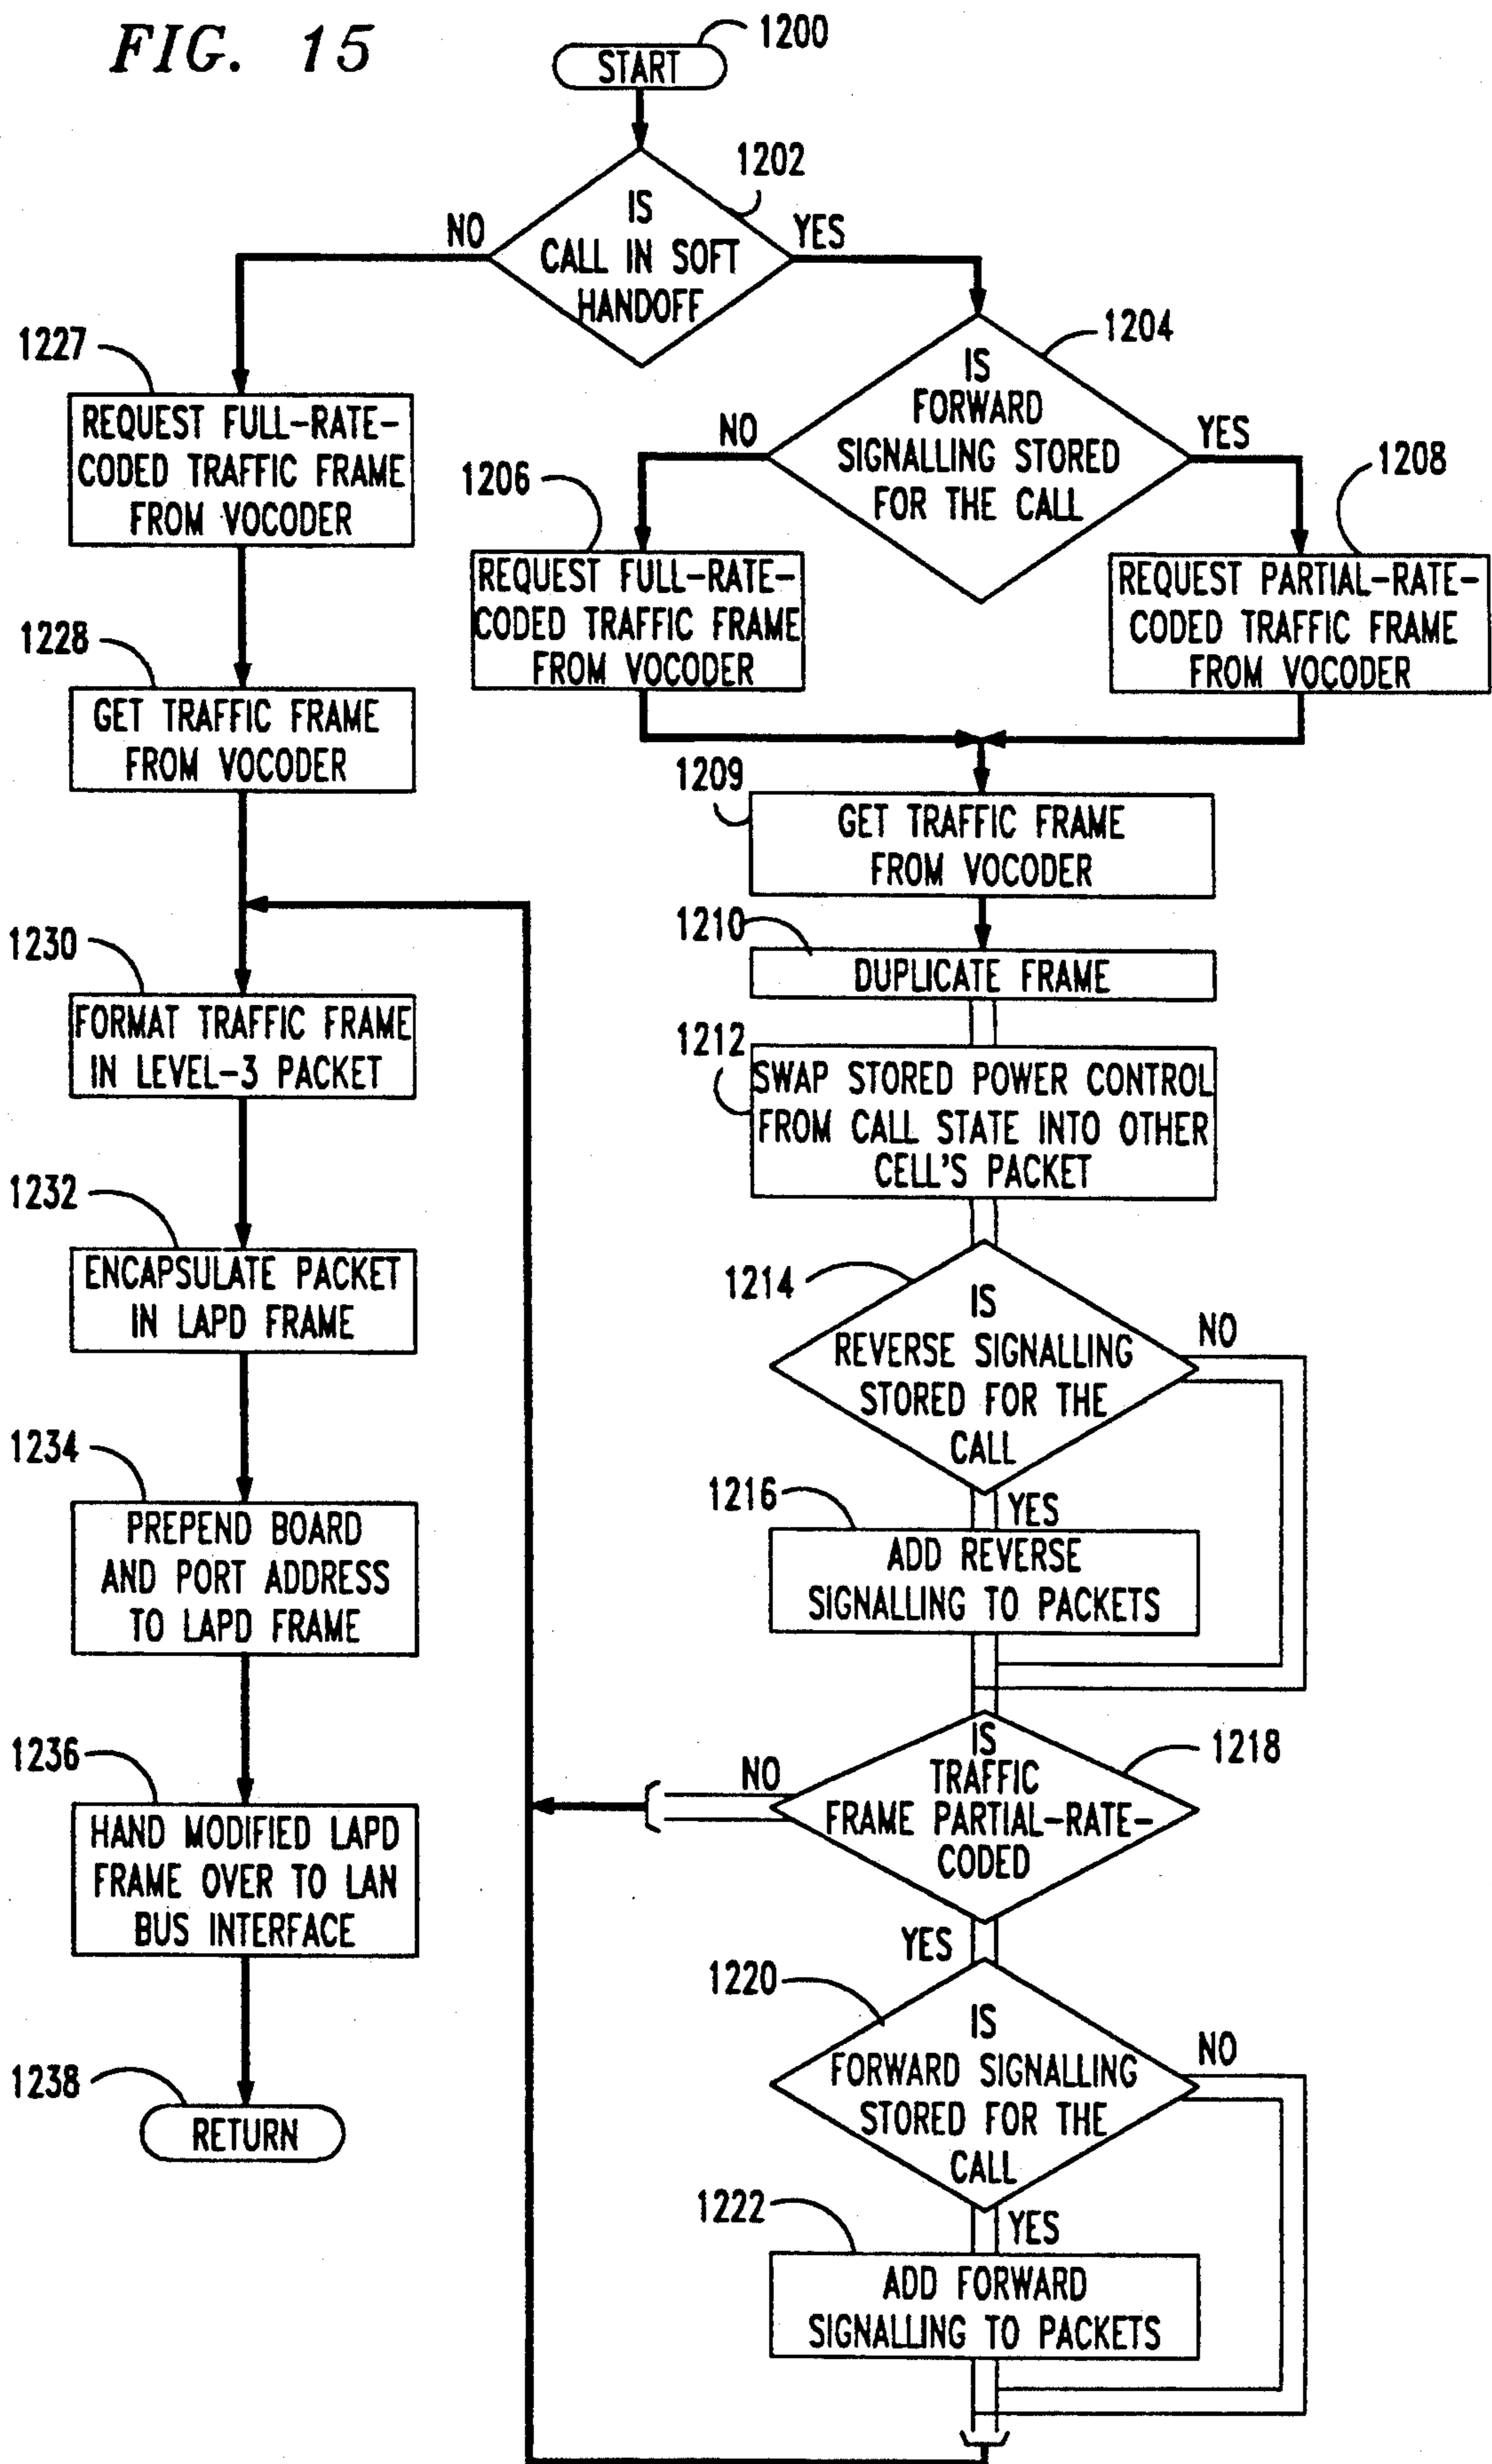 FIG. 15
1200
START
1202
IS
CALL IN SOFT
HANDOFF
NO
YES
1227
REQUEST FULL-RATE-
CODED TRAFFIC FRAME
FROM VOCODER
1204
IS
FORWARD
SIGNALLING STORED
FOR THE CALL
NO
YES
1206
REQUEST FULL-RATE-
CODED TRAFFIC FRAME
FROM VOCODER
1208
REQUEST PARTIAL-RATE-
CODED TRAFFIC FRAME
FROM VOCODER
1228
GET TRAFFIC FRAME
FROM VOCODER
1209
GET TRAFFIC FRAME
FROM VOCODER
1210
DUPLICATE FRAME
1230
FORMAT TRAFFIC FRAME
IN LEVEL-3 PACKET
1212
SWAP STORED POWER CONTROL
FROM CALL STATE INTO OTHER
CELL'S PACKET
1232
ENCAPSULATE PACKET
IN LAPD FRAME
1214
IS
REVERSE SIGNALLING
STORED FOR THE
CALL
NO
YES
1234
PREPEND BOARD
AND PORT ADDRESS
TO LAPD FRAME
1216
ADD REVERSE
SIGNALLING TO PACKETS
1236
HAND MODIFIED LAPD
FRAME OVER TO LAN
BUS INTERFACE
1218
IS
TRAFFIC
FRAME PARTIAL-RATE-
CODED
NO
YES
1220
IS
FORWARD SIGNALLING
STORED FOR THE
CALL
NO
YES
1238
RETURN
1222
ADD FORWARD
SIGNALLING TO PACKETS